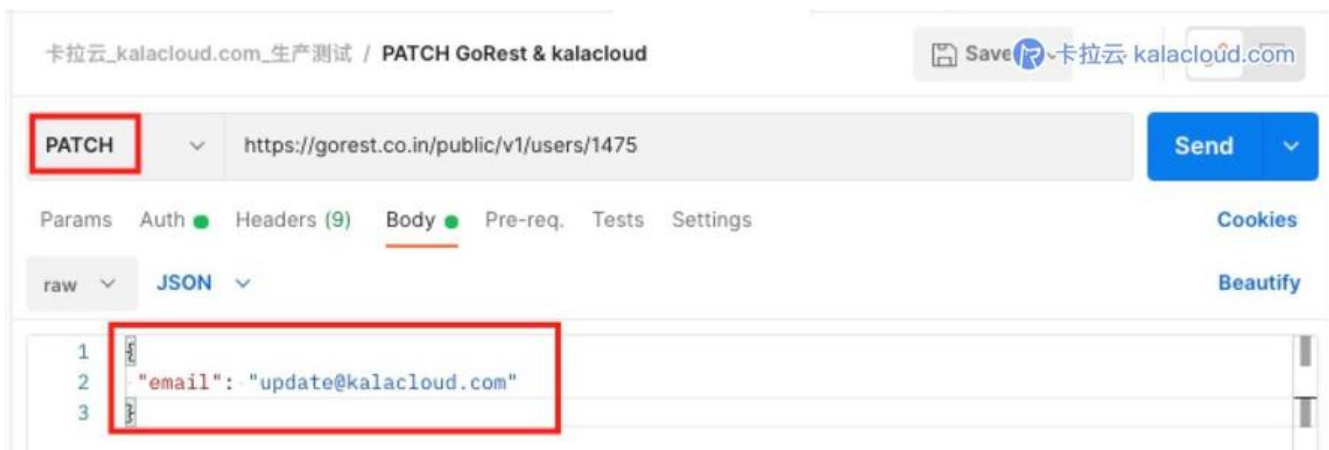 卡拉云_kalacloud.com_生产测试 / PATCH GoRest & kalacloud
Save 卡拉云 kalacloud.com
PATCH https://gorest.co.in/public/v1/users/1475 Send
Params Auth Headers (9) Body Pre-req. Tests Settings Cookies
raw JSON Beautify
1 {
2 "email": "update@kalacloud.com"
3 }